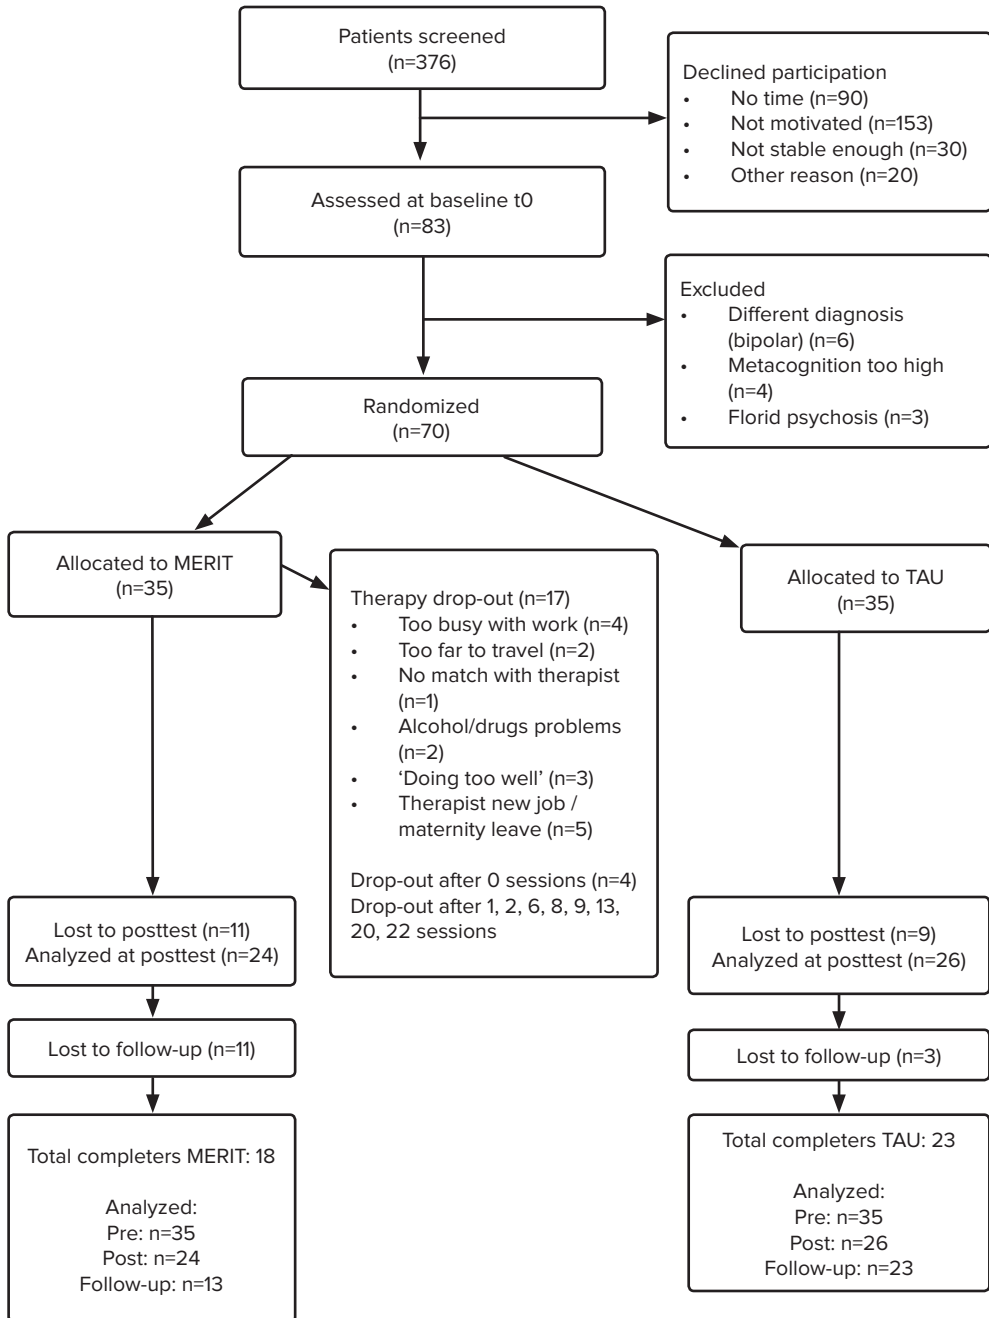 Patients screened
(n=376)
Declined participation
• No time (n=90)
• Not motivated (n=153)
• Not stable enough (n=30)
• Other reason (n=20)
Assessed at baseline t0
(n=83)
Excluded
• Different diagnosis
(bipolar) (n=6)
• Metacognition too high
(n=4)
• Florid psychosis (n=3)
Randomized
(n=70)
Allocated to MERIT
(n=35)
Therapy drop-out (n=17)
• Too busy with work (n=4)
• Too far to travel (n=2)
• No match with therapist
(n=1)
• Alcohol/drugs problems
(n=2)
• ‘Doing too well’ (n=3)
• Therapist new job /
maternity leave (n=5)
Drop-out after 0 sessions (n=4)
Drop-out after 1, 2, 6, 8, 9, 13,
20, 22 sessions
Allocated to TAU
(n=35)
Lost to posttest (n=11)
Analyzed at posttest (n=24)
Lost to posttest (n=9)
Analyzed at posttest (n=26)
Lost to follow-up (n=11)
Lost to follow-up (n=3)
Total completers MERIT: 18
Analyzed:
Pre: n=35
Post: n=24
Follow-up: n=13
Total completers TAU: 23
Analyzed:
Pre: n=35
Post: n=26
Follow-up: n=23